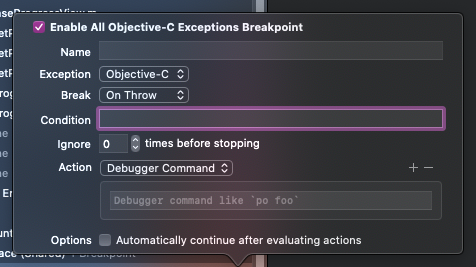 Enable All Objective-C Exceptions Breakpoint
Name
Exception Objective-C
Break On Throw
Condition
Ignore 0 times before stopping
Action Debugger Command
Debugger command like `po foo`
Options Automatically continue after evaluating actions
Breakpoint